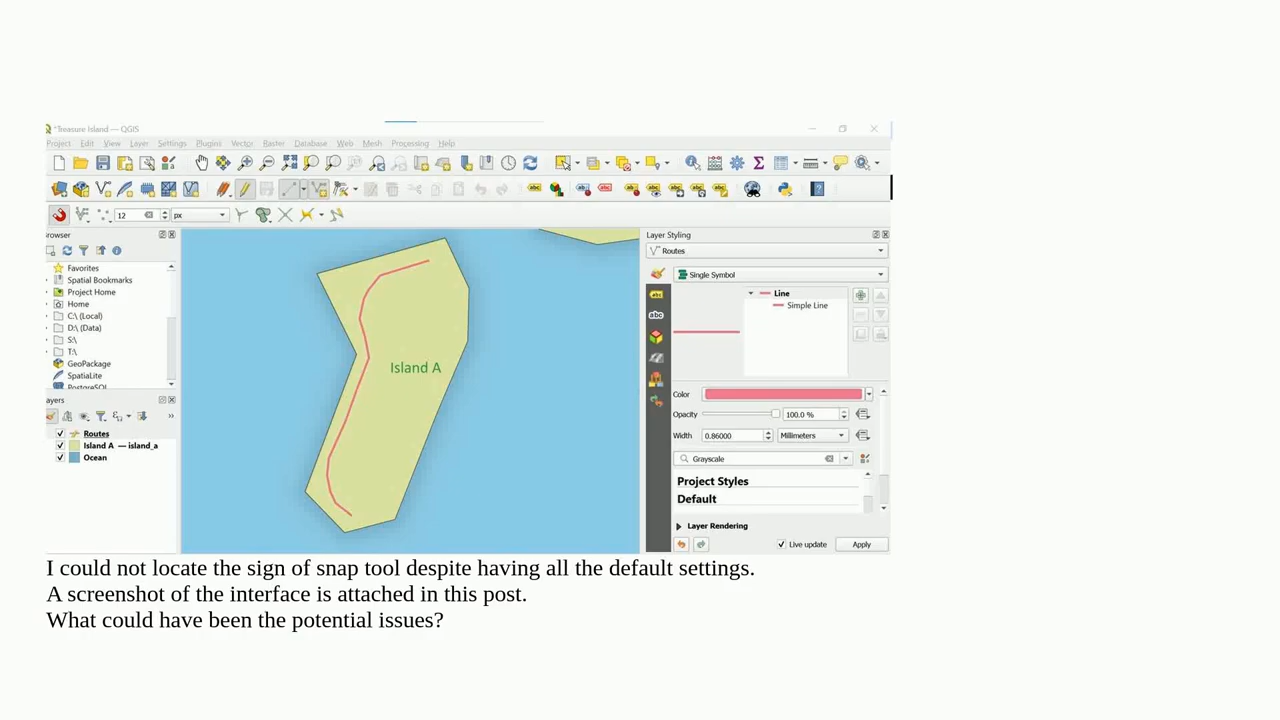 *Treasure Island — QGIS
Project Edit View Layer Settings Plugins Vector Raster Database Web Mesh Processing Help
12 px
Browser
Favorites
Spatial Bookmarks
Project Home
Home
C:\ (Local)
D:\ (Data)
S:\
T:\
GeoPackage
SpatiaLite
PostgreSQL
ayers
Routes
Island A — island_a
Ocean
Island A
Layer Styling
Routes
Single Symbol
Line
Simple Line
Color
Opacity 100.0 %
Width 0.86000 Millimeters
Grayscale
Project Styles
Default
Layer Rendering
Live update Apply
I could not locate the sign of snap tool despite having all the default settings.
A screenshot of the interface is attached in this post.
What could have been the potential issues?